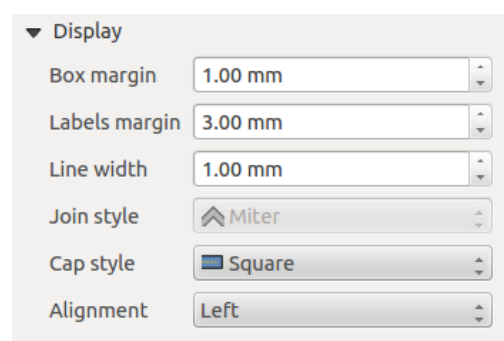 Display
Box margin 1.00 mm
Labels margin 3.00 mm
Line width 1.00 mm
Join style Miter
Cap style Square
Alignment Left